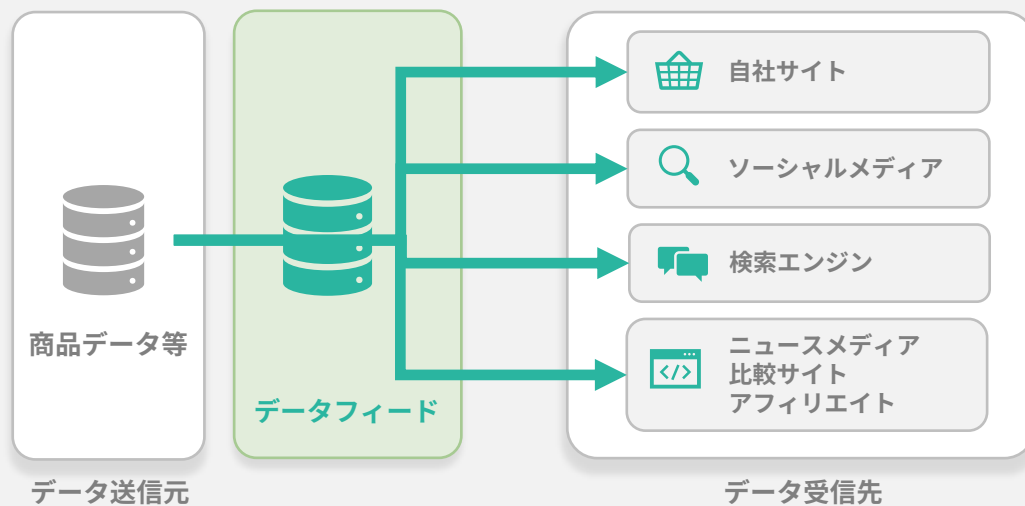 商品データ等
データ送信元
データフィード
自社サイト
ソーシャルメディア
検索エンジン
ニュースメディア
比較サイト
アフィリエイト
データ受信先